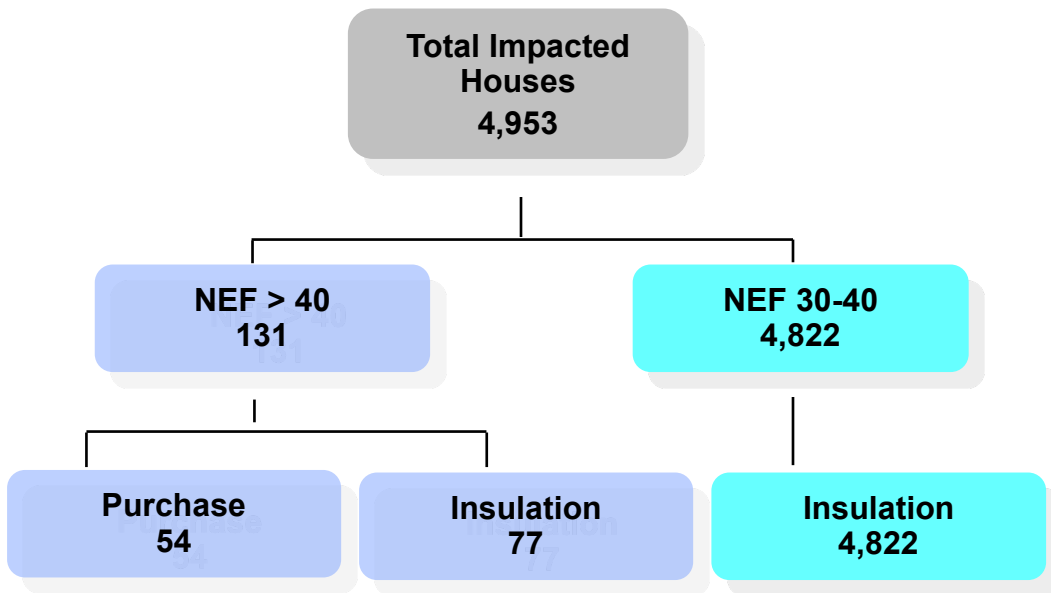 Total Impacted
Houses
4,953
NEF > 40
131
NEF 30-40
4,822
Purchase
54
Insulation
77
Insulation
4,822